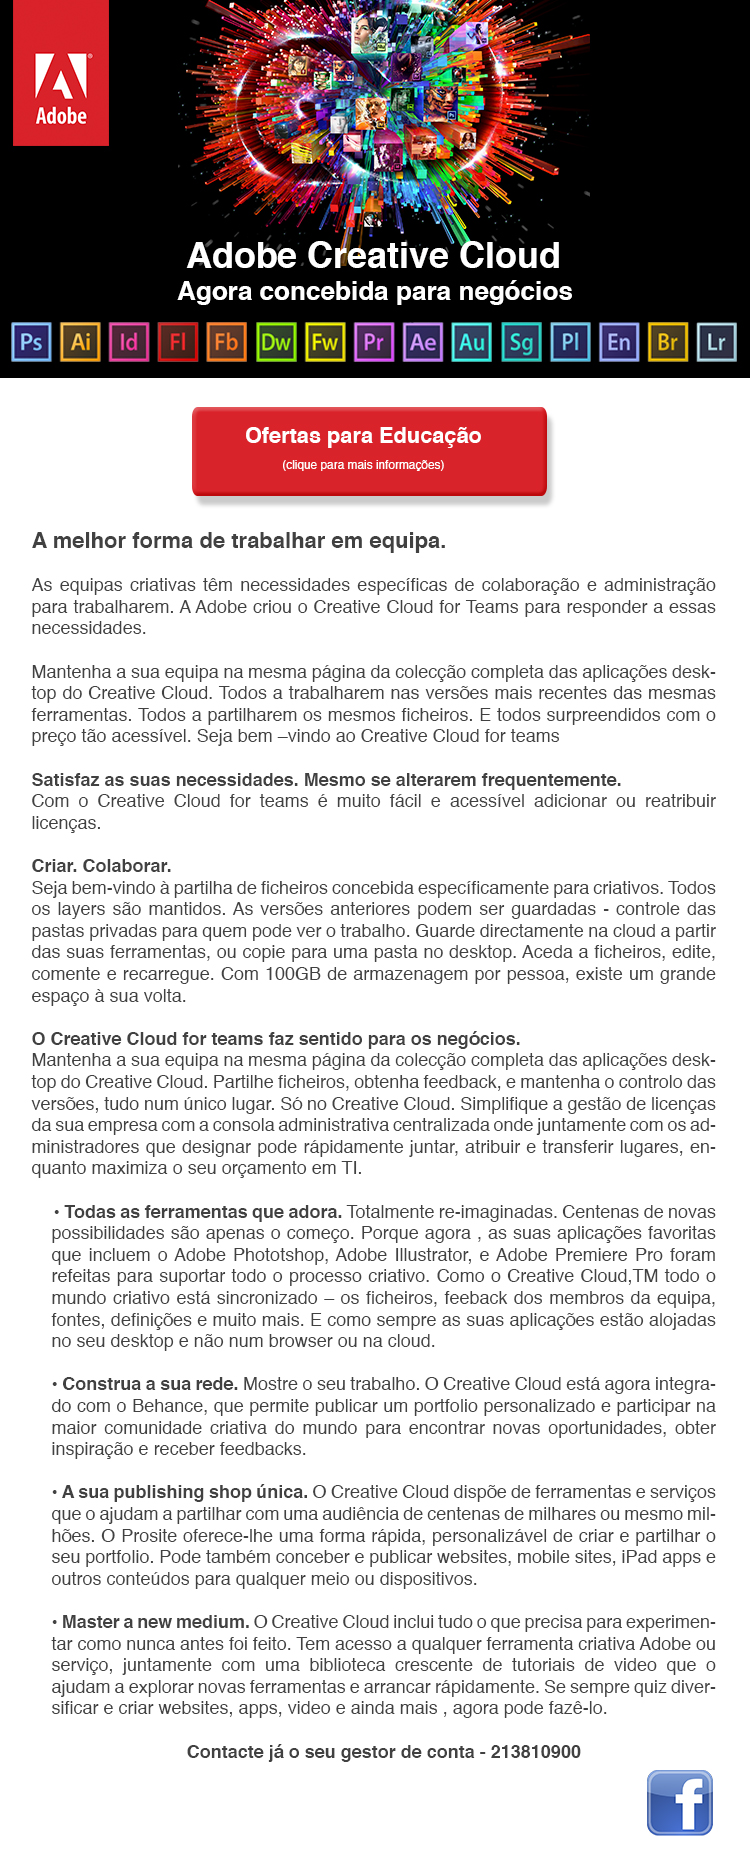 Adobe
Adobe Creative Cloud
Agora concebida para negócios
Ps Ai Id Fl Fb Dw Fw Pr Ae Au Sg Pl En Br Lr
Ofertas para Educação
(clique para mais informações)
A melhor forma de trabalhar em equipa.
As equipas criativas têm necessidades específicas de colaboração e administração
para trabalharem. A Adobe criou o Creative Cloud for Teams para responder a essas
necessidades.
Mantenha a sua equipa na mesma página da colecção completa das aplicações desk-
top do Creative Cloud. Todos a trabalharem nas versões mais recentes das mesmas
ferramentas. Todos a partilharem os mesmos ficheiros. E todos surpreendidos com o
preço tão acessível. Seja bem –vindo ao Creative Cloud for teams
Satisfaz as suas necessidades. Mesmo se alterarem frequentemente.
Com o Creative Cloud for teams é muito fácil e acessível adicionar ou reatribuir
licenças.
Criar. Colaborar.
Seja bem-vindo à partilha de ficheiros concebida específicamente para criativos. Todos
os layers são mantidos. As versões anteriores podem ser guardadas - controle das
pastas privadas para quem pode ver o trabalho. Guarde directamente na cloud a partir
das suas ferramentas, ou copie para uma pasta no desktop. Aceda a ficheiros, edite,
comente e recarregue. Com 100GB de armazenagem por pessoa, existe um grande
espaço à sua volta.
O Creative Cloud for teams faz sentido para os negócios.
Mantenha a sua equipa na mesma página da colecção completa das aplicações desk-
top do Creative Cloud. Partilhe ficheiros, obtenha feedback, e mantenha o controlo das
versões, tudo num único lugar. Só no Creative Cloud. Simplifique a gestão de licenças
da sua empresa com a consola administrativa centralizada onde juntamente com os ad-
ministradores que designar pode rápidamente juntar, atribuir e transferir lugares, en-
quanto maximiza o seu orçamento em TI.
• Todas as ferramentas que adora. Totalmente re-imaginadas. Centenas de novas
possibilidades são apenas o começo. Porque agora , as suas aplicações favoritas
que incluem o Adobe Phototshop, Adobe Illustrator, e Adobe Premiere Pro foram
refeitas para suportar todo o processo criativo. Como o Creative Cloud,TM todo o
mundo criativo está sincronizado – os ficheiros, feeback dos membros da equipa,
fontes, definições e muito mais. E como sempre as suas aplicações estão alojadas
no seu desktop e não num browser ou na cloud.
• Construa a sua rede. Mostre o seu trabalho. O Creative Cloud está agora integra-
do com o Behance, que permite publicar um portfolio personalizado e participar na
maior comunidade criativa do mundo para encontrar novas oportunidades, obter
inspiração e receber feedbacks.
• A sua publishing shop única. O Creative Cloud dispõe de ferramentas e serviços
que o ajudam a partilhar com uma audiência de centenas de milhares ou mesmo mil-
hões. O Prosite oferece-lhe uma forma rápida, personalizável de criar e partilhar o
seu portfolio. Pode também conceber e publicar websites, mobile sites, iPad apps e
outros conteúdos para qualquer meio ou dispositivos.
• Master a new medium. O Creative Cloud inclui tudo o que precisa para experimen-
tar como nunca antes foi feito. Tem acesso a qualquer ferramenta criativa Adobe ou
serviço, juntamente com uma biblioteca crescente de tutoriais de video que o
ajudam a explorar novas ferramentas e arrancar rápidamente. Se sempre quiz diver-
sificar e criar websites, apps, video e ainda mais , agora pode fazê-lo.
Contacte já o seu gestor de conta - 213810900
f